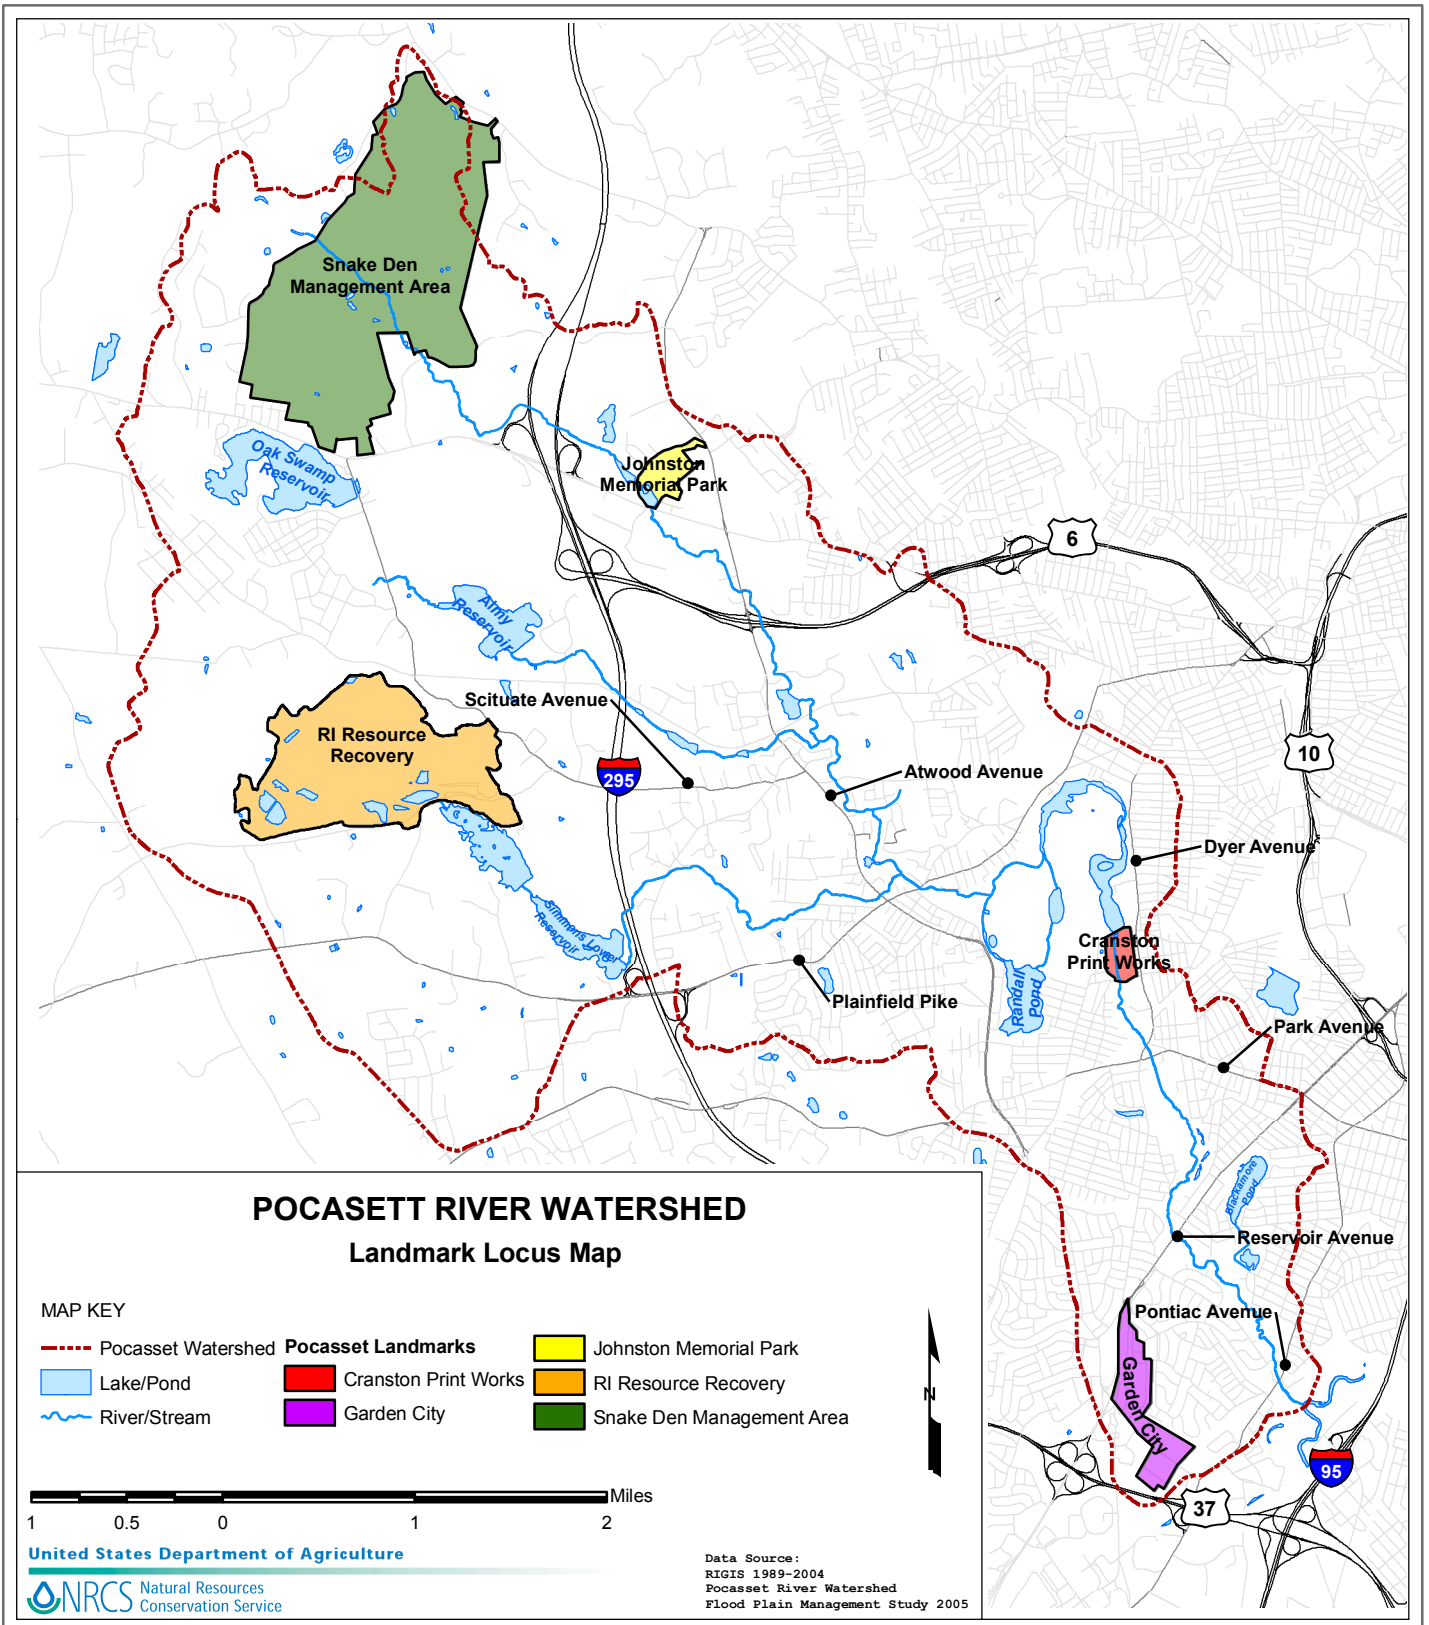 Snake Den
Management Area
Oak Swamp
Reservoir
Johnston
Memorial Park
6
Almy
Reservoir
Scituate Avenue
RI Resource
Recovery
295
10
Atwood Avenue
Dyer Avenue
Simmons Lower
Reservoir
Cranston
Print Works
Randall
Pond
Plainfield Pike
Park Avenue
Blackamore
Pond
Reservoir Avenue
Pontiac Avenue
Garden City
95
37
POCASETT RIVER WATERSHED
Landmark Locus Map
MAP KEY
Pocasset Watershed
Lake/Pond
River/Stream
Pocasset Landmarks
Cranston Print Works
Garden City
Johnston Memorial Park
RI Resource Recovery
Snake Den Management Area
N
Miles
1 0.5 0 1 2
United States Department of Agriculture
NRCS Natural Resources
Conservation Service
Data Source:
RIGIS 1989-2004
Pocasset River Watershed
Flood Plain Management Study 2005